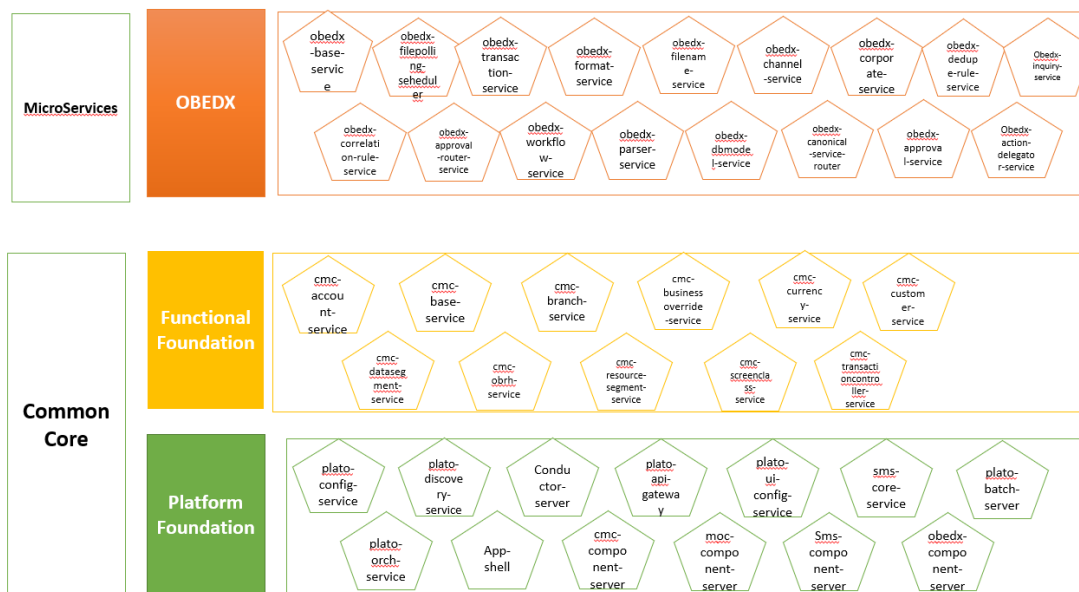 MicroServices
OBEDX
obedx
-base-
servic
e
obedx-
filepolli
ng-
sehedul
er
obedx-
transac
tion-
service
obedx-
format-
service
obedx-
filenam
e-
service
obedx-
channel
-service
obedx-
corpor
ate-
service
obedx-
dedup
e-rule-
service
Obedx-
inquiry-
service
obedx-
correlati
on-rule-
service
obedx-
approval
-router-
service
obedx-
workflo
w-
service
obedx-
parser-
service
obedx-
dbmode
l-service
obedx-
canonical
-service-
router
obedx-
approva
l-service
Obedx-
action-
delegato
r-service
Common
Core
Functional
Foundation
cmc-
accou
nt-
service
cmc-
base-
service
cmc-
branch-
service
cmc-
business
override
-service
cmc-
currenc
y-
service
cmc-
custom
er-
service
cmc-
dataseg
ment-
service
cmc-
obrh-
service
cmc-
resource-
segment-
service
cmc-
screencla
ss-
service
cmc-
transacti
oncontro
ller-
service
Platform
Foundation
plato-
config-
service
plato-
discove
ry-
service
Condu
ctor-
server
plato-
api-
gatewa
y
plato-
ui-
config-
service
sms-
core-
service
plato-
batch-
server
plato-
orch-
service
App-
shell
cmc-
compo
nent-
server
moc-
compo
nent-
server
Sms-
compo
nent-
server
obedx-
compo
nent-
server